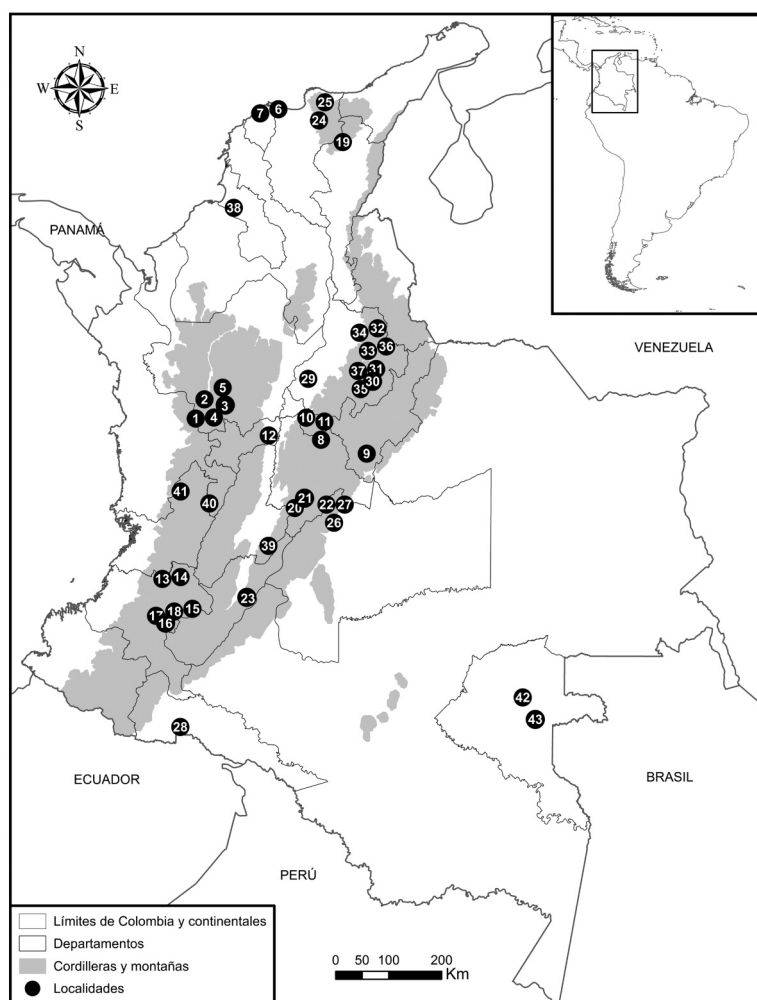 N
W E
S
7 6 25
24
19
38
PANAMÁ
VENEZUELA
34 32
33 36
37 31
30
35
29
5
2 3
1 4
10 11
8
12
9
41
40
21
20 22 27
26
39
13 14
23
17 18 15
16
42
43
28
ECUADOR
BRASIL
PERÚ
Límites de Colombia y continentales
Departamentos
Cordilleras y montañas
Localidades
0 50 100 200
Km